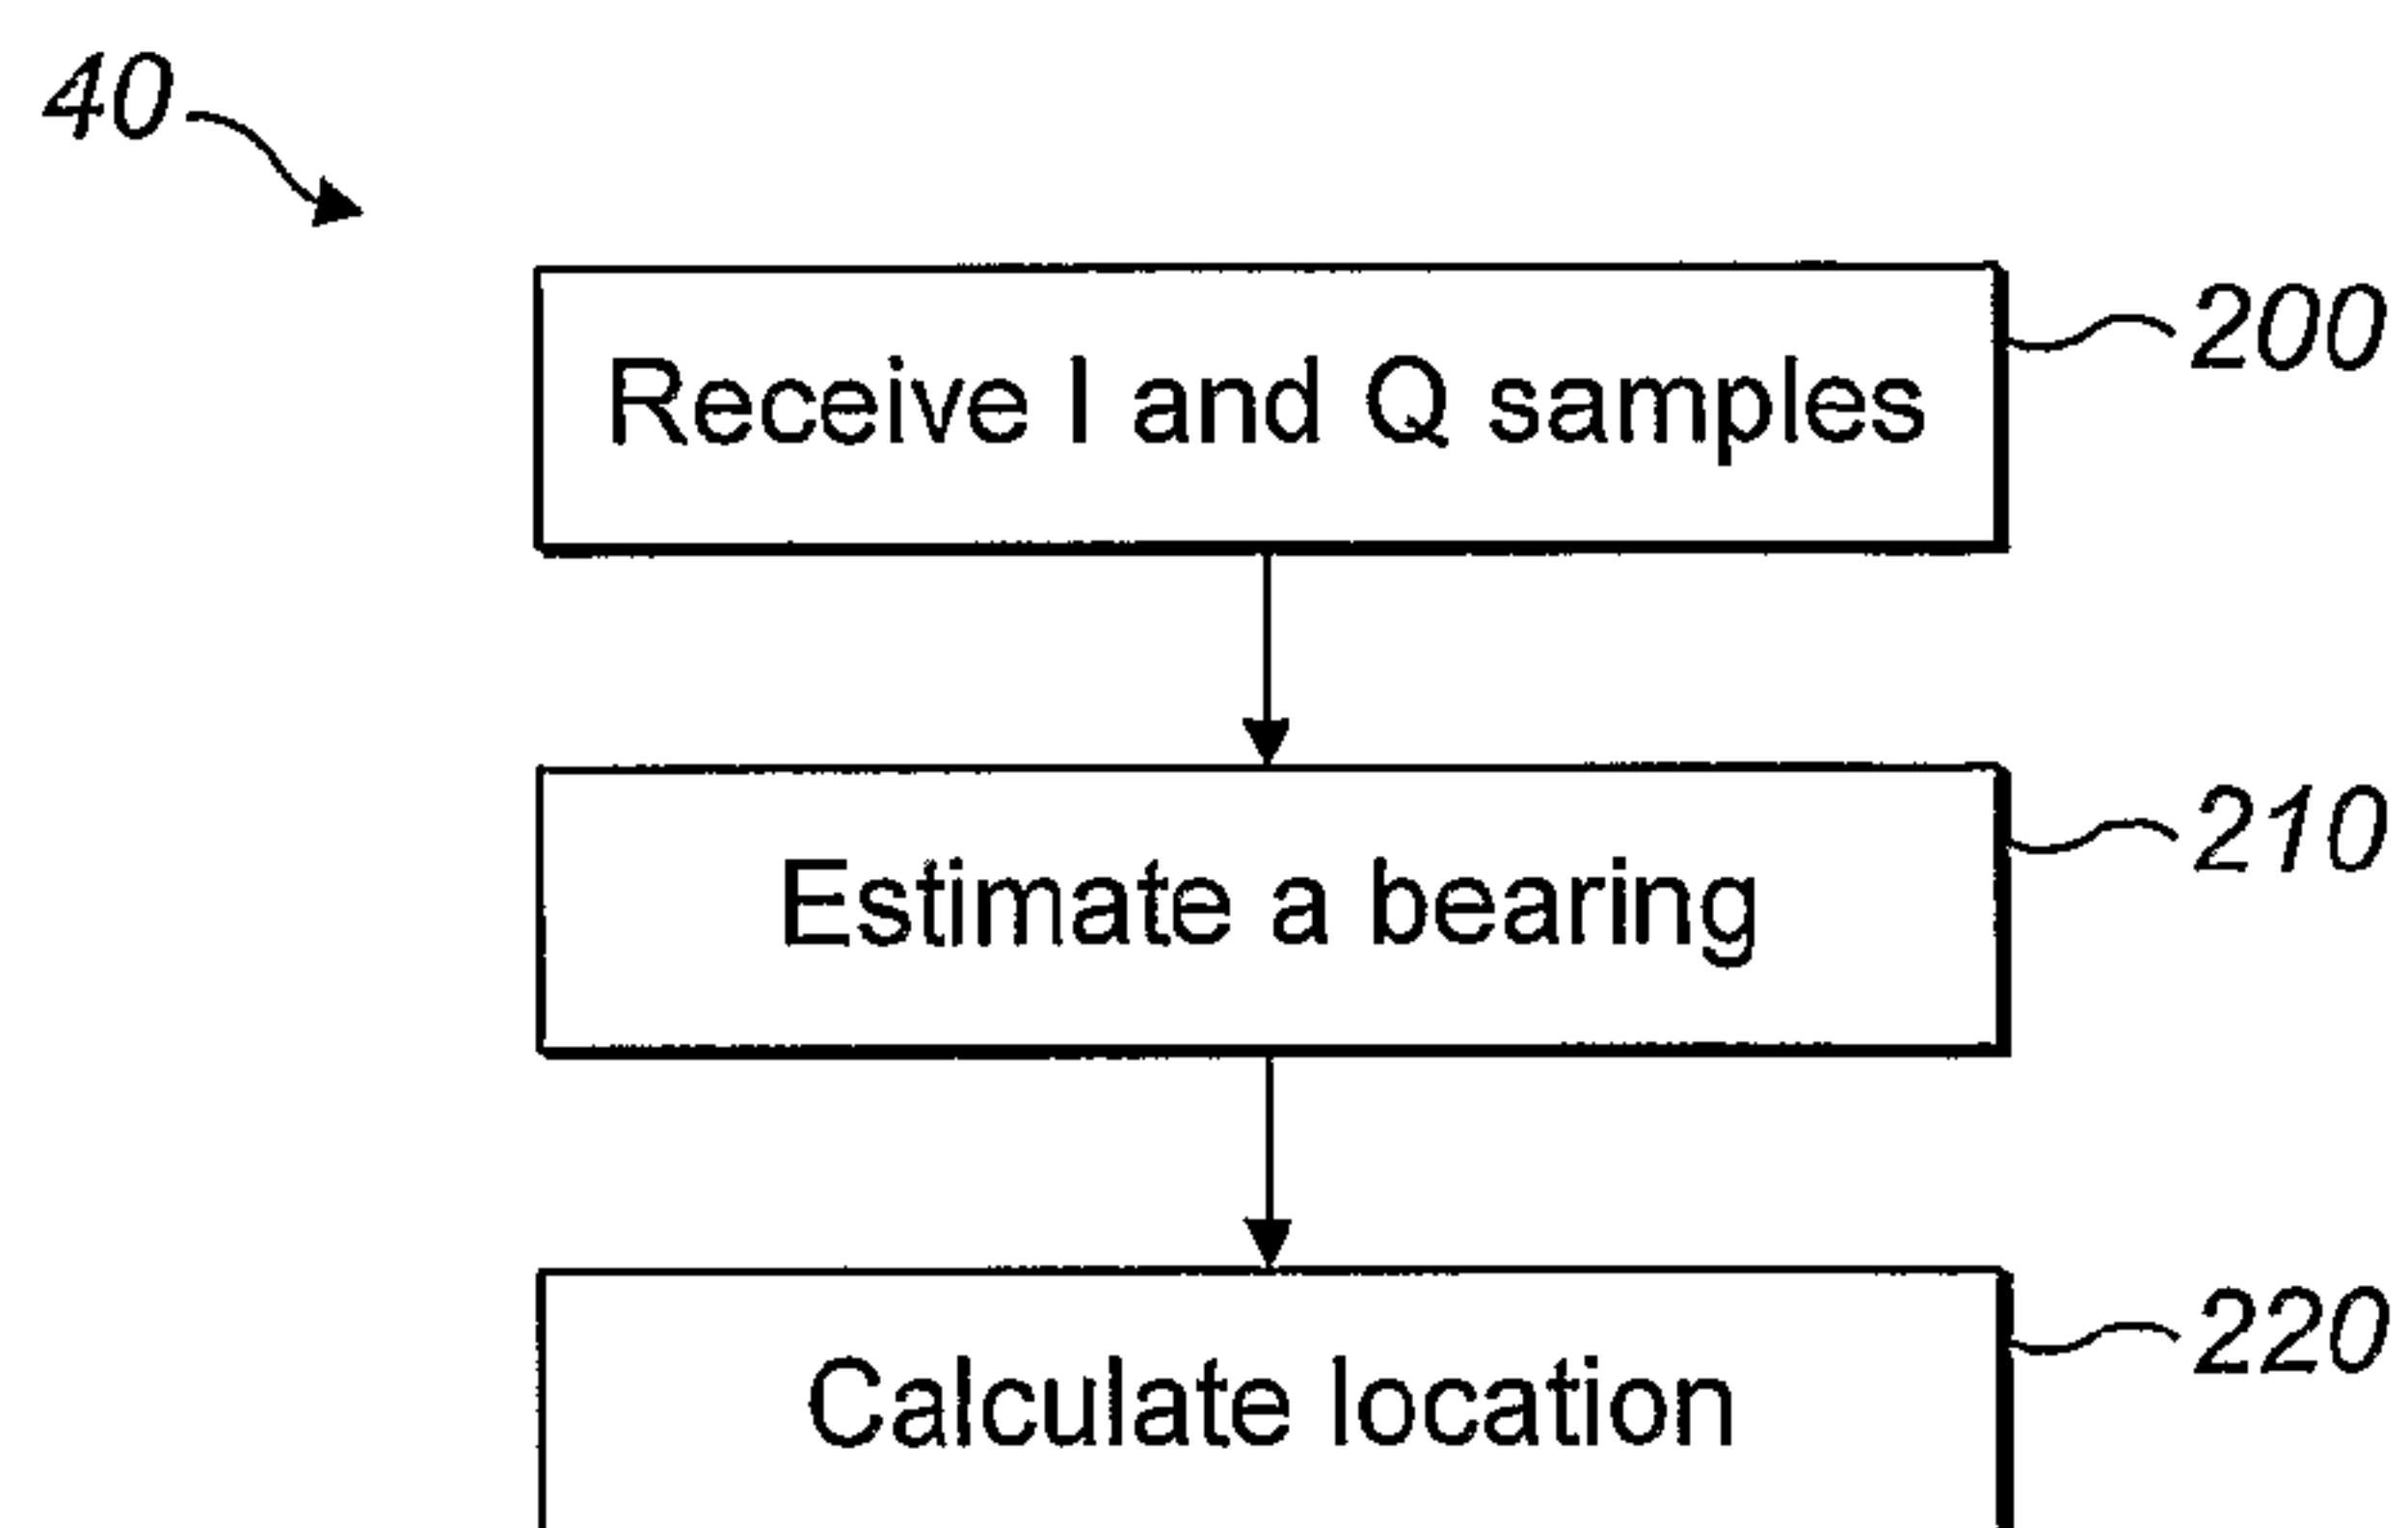 40
Receive I and Q samples
200
Estimate a bearing
210
Calculate location
220